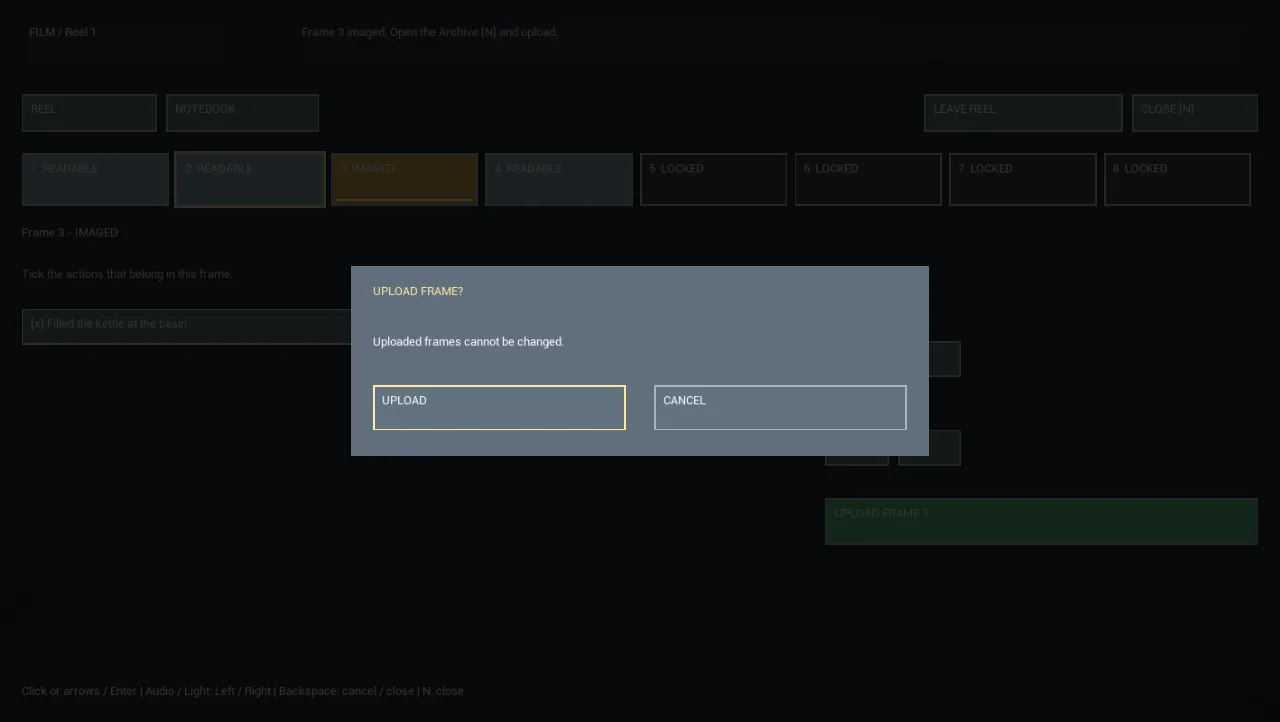 FILM / Reel 1
Frame 3 imaged. Open the Archive [N] and upload.
REEL
NOTEBOOK
LEAVE REEL
CLOSE [N]
1 READABLE
2 READABLE
3 IMAGED
4 READABLE
5 LOCKED
6 LOCKED
7 LOCKED
8 LOCKED
Frame 3 - IMAGED
Tick the actions that belong in this frame.
[x] Filled the kettle at the basin
UPLOAD FRAME?
Uploaded frames cannot be changed.
UPLOAD
CANCEL
UPLOAD FRAME 3
Click or arrows / Enter | Audio / Light: Left / Right | Backspace: cancel / close | N: close